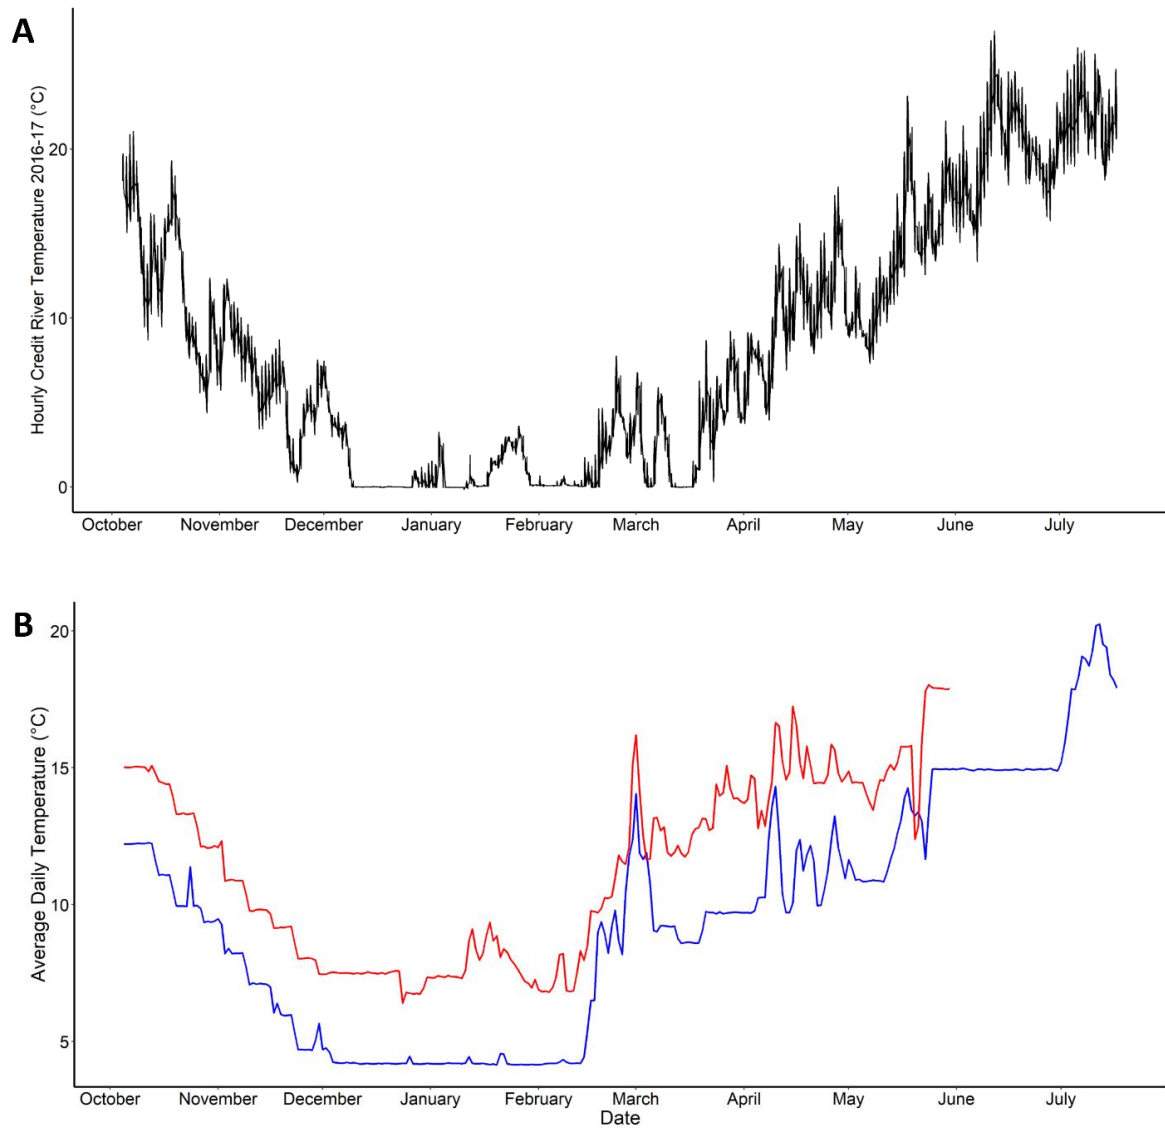 A
Hourly Credit River Temperature 2016-17 (°C)
20
10
0
October November December January February March April May June July
B
Average Daily Temperature (°C)
20
15
10
5
October November December January February March April May June July
Date